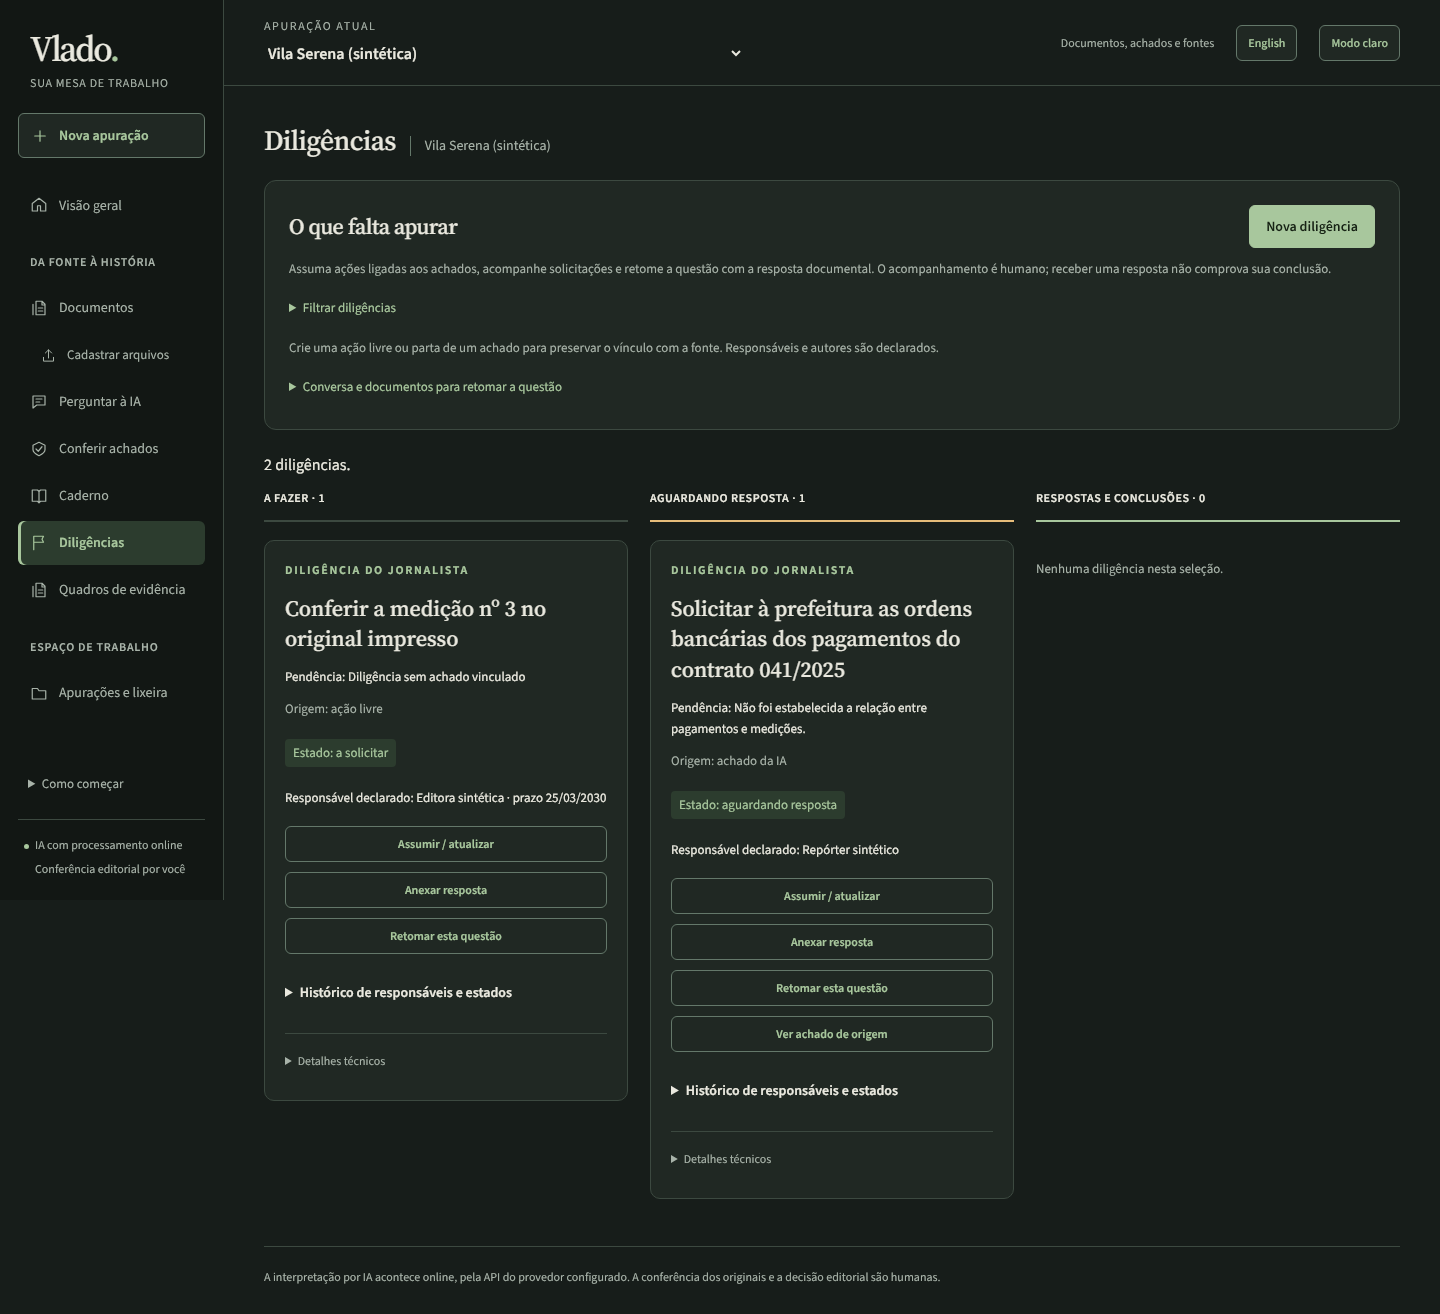 Vlado.
SUA MESA DE TRABALHO
Nova apuração
Visão geral
DA FONTE À HISTÓRIA
Documentos
Cadastrar arquivos
Perguntar à IA
Conferir achados
Caderno
Diligências
Quadros de evidência
ESPAÇO DE TRABALHO
Apurações e lixeira
Como começar
IA com processamento online
Conferência editorial por você
APURAÇÃO ATUAL
Vila Serena (sintética)
Documentos, achados e fontes
English
Modo claro
Diligências
Vila Serena (sintética)
O que falta apurar
Nova diligência
Assuma ações ligadas aos achados, acompanhe solicitações e retome a questão com a resposta documental. O acompanhamento é humano; receber uma resposta não comprova sua conclusão.
Filtrar diligências
Crie uma ação livre ou parta de um achado para preservar o vínculo com a fonte. Responsáveis e autores são declarados.
Conversa e documentos para retomar a questão
2 diligências.
A FAZER · 1
DILIGÊNCIA DO JORNALISTA
Conferir a medição nº 3 no
original impresso
Pendência: Diligência sem achado vinculado
Origem: ação livre
Estado: a solicitar
Responsável declarado: Editora sintética · prazo 25/03/2030
Assumir / atualizar
Anexar resposta
Retomar esta questão
Histórico de responsáveis e estados
Detalhes técnicos
AGUARDANDO RESPOSTA · 1
DILIGÊNCIA DO JORNALISTA
Solicitar à prefeitura as ordens
bancárias dos pagamentos do
contrato 041/2025
Pendência: Não foi estabelecida a relação entre
pagamentos e medições.
Origem: achado da IA
Estado: aguardando resposta
Responsável declarado: Repórter sintético
Assumir / atualizar
Anexar resposta
Retomar esta questão
Ver achado de origem
Histórico de responsáveis e estados
Detalhes técnicos
RESPOSTAS E CONCLUSÕES · 0
Nenhuma diligência nesta seleção.
A interpretação por IA acontece online, pela API do provedor configurado. A conferência dos originais e a decisão editorial são humanas.